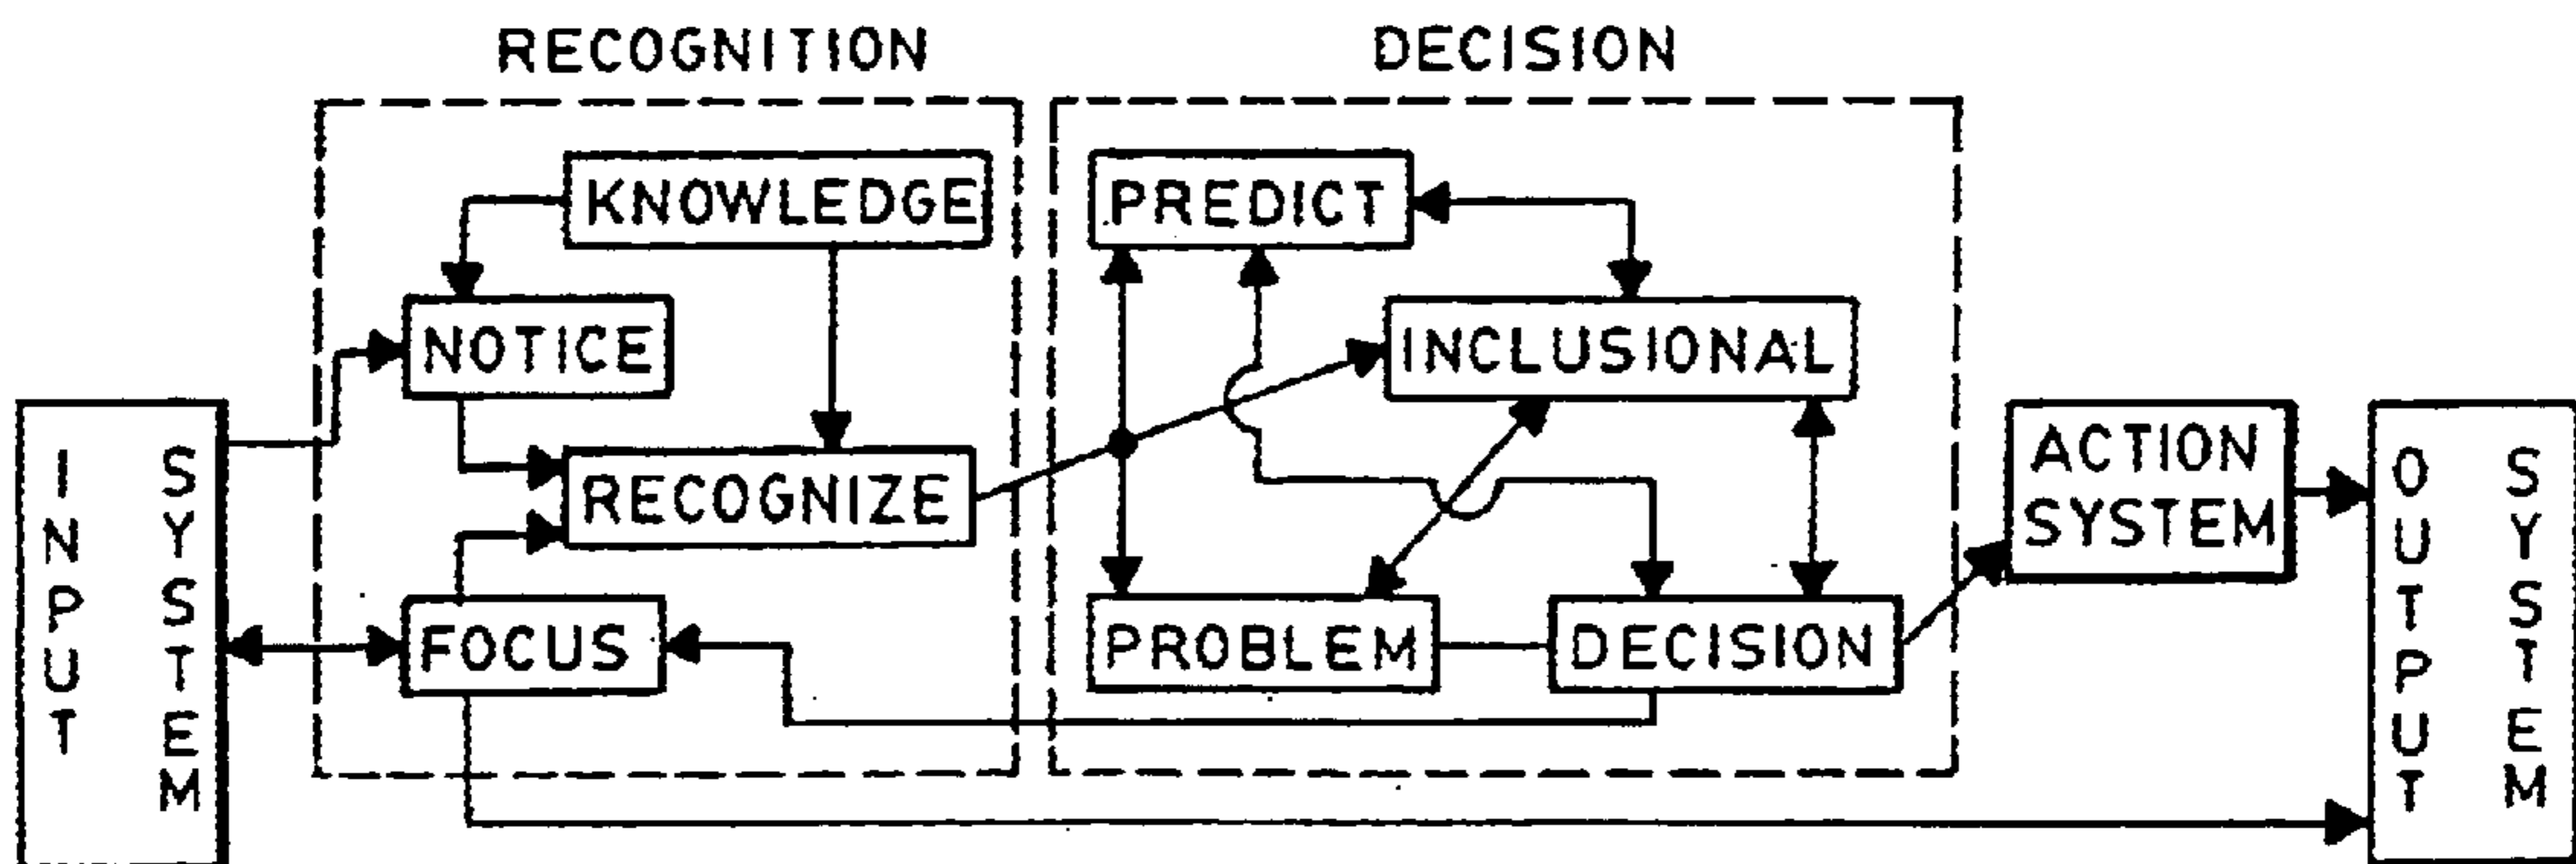 RECOGNITION
DECISION
KNOWLEDGE
PREDICT
NOTICE
INCLUSIONAL
INPUT SYSTEM
RECOGNIZE
ACTION
SYSTEM
OUTPUT SYSTEM
FOCUS
PROBLEM
DECISION